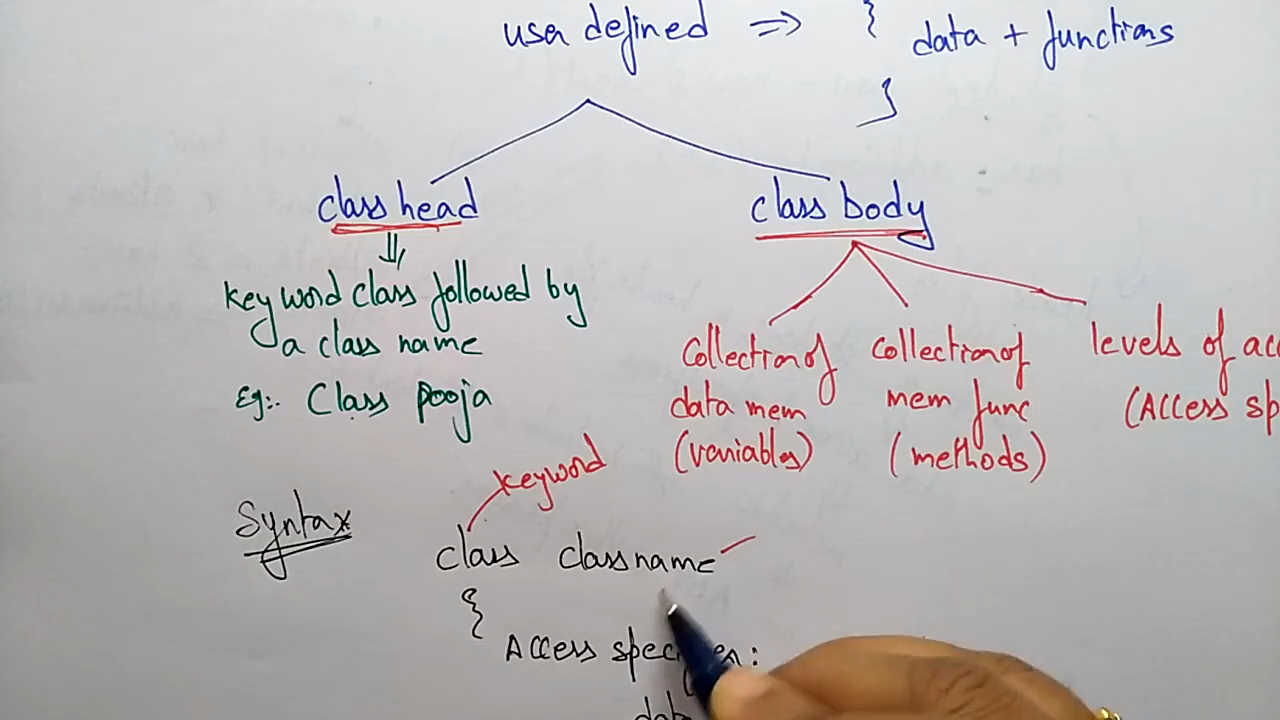 user defined => { data + functions
}
class head
class body
keyword class followed by
a class name
Eg:- Class pooja
Collection of
data mem
(variables)
collection of
mem func
(methods)
levels of
(Access
keyword
Syntax
class classname
{
Access :